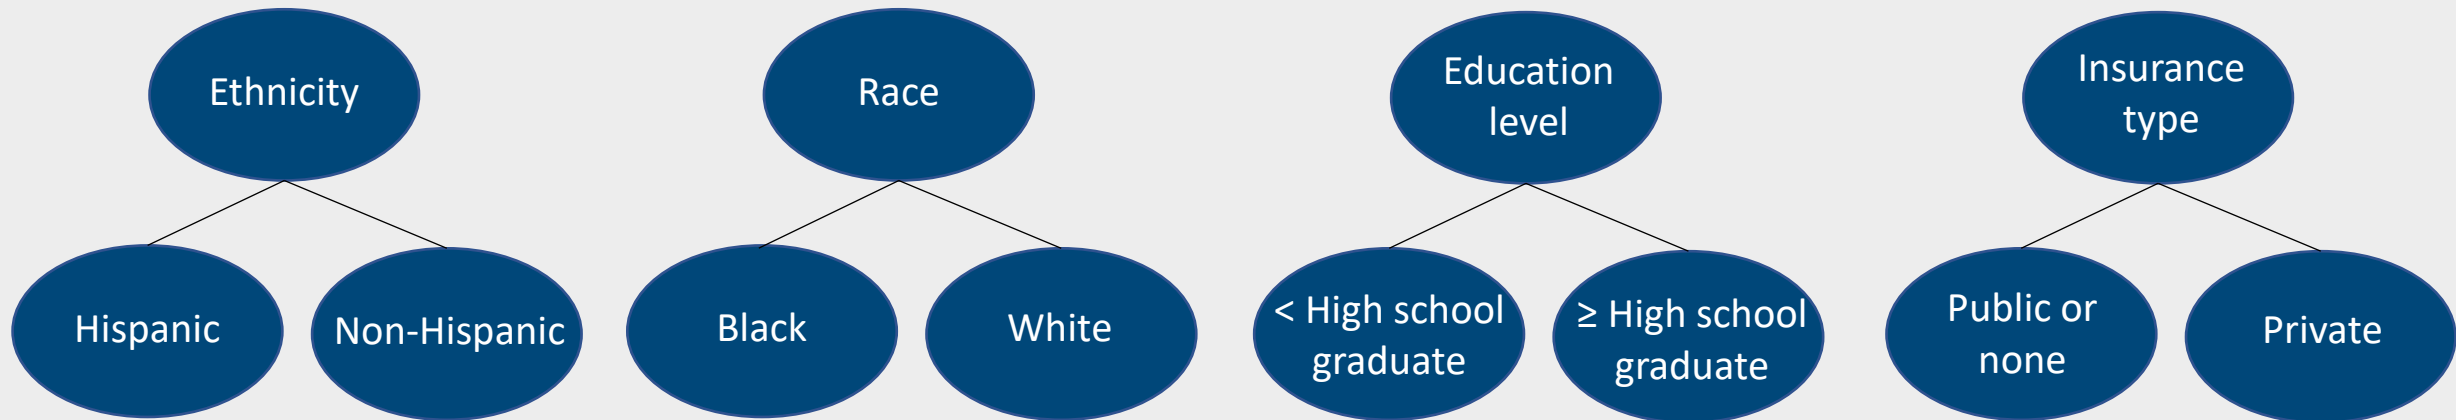 Ethnicity
Race
Education
level
Insurance
type
Hispanic
Non-Hispanic
Black
White
< High school
graduate
≥ High school
graduate
Public or
none
Private